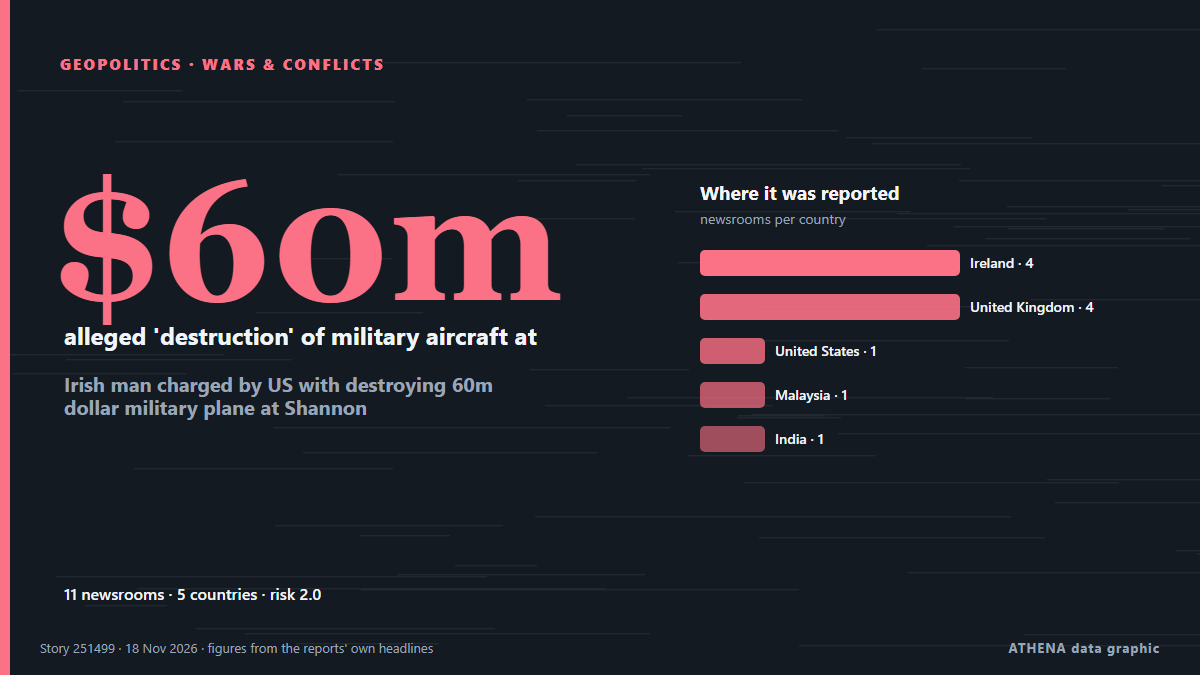 GEOPOLITICS · WARS & CONFLICTS
$60m
alleged 'destruction' of military aircraft at
Irish man charged by US with destroying 60m
dollar military plane at Shannon
Where it was reported
newsrooms per country
Ireland · 4
United Kingdom · 4
United States · 1
Malaysia · 1
India · 1
11 newsrooms · 5 countries · risk 2.0
Story 251499 · 18 Nov 2026 · figures from the reports' own headlines
ATHENA data graphic